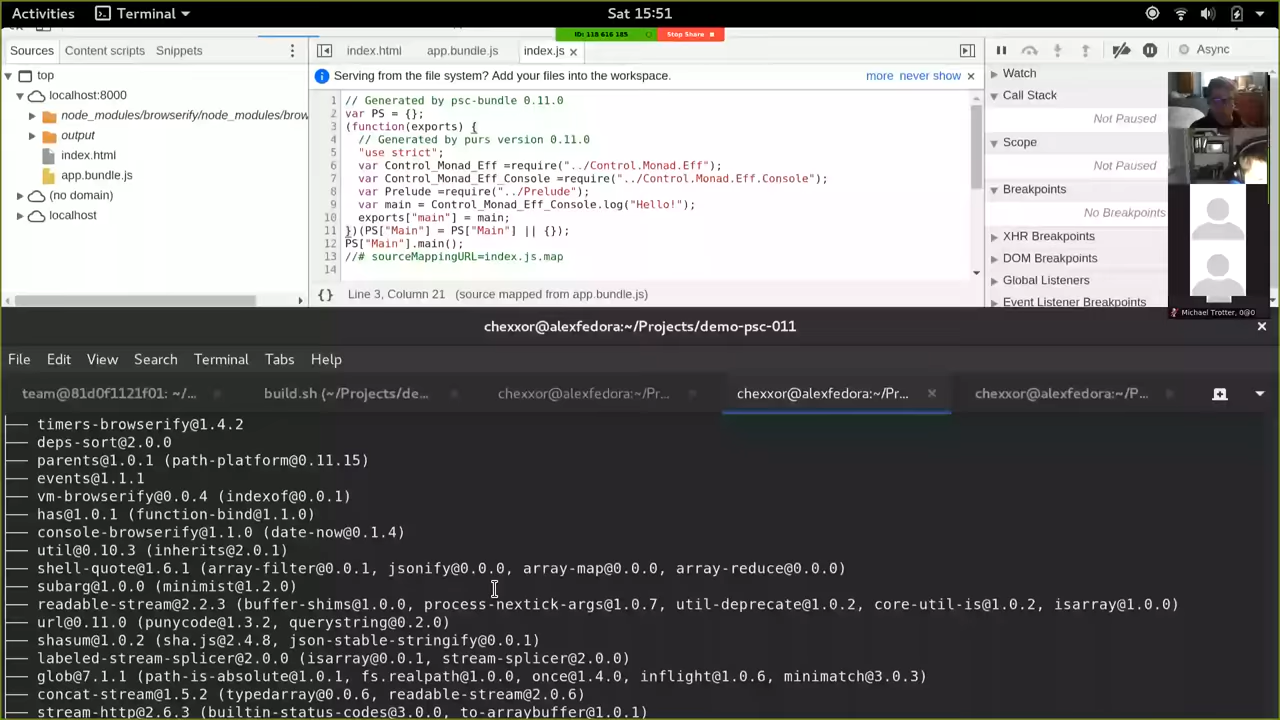 Activities
Terminal
Sat 15:51
ID: 118 616 185
Stop Share
Sources
Content scripts
Snippets
index.html
app.bundle.js
index.js
Async
top
localhost:8000
node_modules/browserify/node_modules/brow
output
index.html
app.bundle.js
(no domain)
localhost
Serving from the file system? Add your files into the workspace.
more
never show
1 // Generated by psc-bundle 0.11.0
2 var PS = {};
3 (function(exports) {
4 // Generated by purs version 0.11.0
5 "use strict";
6 var Control_Monad_Eff =require("../Control.Monad.Eff");
7 var Control_Monad_Eff_Console =require("../Control.Monad.Eff.Console");
8 var Prelude =require("../Prelude");
9 var main = Control_Monad_Eff_Console.log("Hello!");
10 exports["main"] = main;
11 })(PS["Main"] = PS["Main"] || {});
12 PS["Main"].main();
13 //# sourceMappingURL=index.js.map
14
{} Line 3, Column 21 (source mapped from app.bundle.js)
Watch
Call Stack
Not Paused
Scope
Not Paused
Breakpoints
No Breakpoints
XHR Breakpoints
DOM Breakpoints
Global Listeners
Event Listener Breakpoints
Michael Trotter, 0@0
chexxor@alexfedora:~/Projects/demo-psc-011
File Edit View Search Terminal Tabs Help
team@81d0f1121f01: ~/...
build.sh (~/Projects/de...
chexxor@alexfedora:~/Pr...
chexxor@alexfedora:~/Pr...
chexxor@alexfedora:~/P...
timers-browserify@1.4.2
deps-sort@2.0.0
parents@1.0.1 (path-platform@0.11.15)
events@1.1.1
vm-browserify@0.0.4 (indexof@0.0.1)
has@1.0.1 (function-bind@1.1.0)
console-browserify@1.1.0 (date-now@0.1.4)
util@0.10.3 (inherits@2.0.1)
shell-quote@1.6.1 (array-filter@0.0.1, jsonify@0.0.0, array-map@0.0.0, array-reduce@0.0.0)
subarg@1.0.0 (minimist@1.2.0)
readable-stream@2.2.3 (buffer-shims@1.0.0, process-nextick-args@1.0.7, util-deprecate@1.0.2, core-util-is@1.0.2, isarray@1.0.0)
url@0.11.0 (punycode@1.3.2, querystring@0.2.0)
shasum@1.0.2 (sha.js@2.4.8, json-stable-stringify@0.0.1)
labeled-stream-splicer@2.0.0 (isarray@0.0.1, stream-splicer@2.0.0)
glob@7.1.1 (path-is-absolute@1.0.1, fs.realpath@1.0.0, once@1.4.0, inflight@1.0.6, minimatch@3.0.3)
concat-stream@1.5.2 (typedarray@0.0.6, readable-stream@2.0.6)
stream-http@2.6.3 (builtin-status-codes@3.0.0, to-arraybuffer@1.0.1)